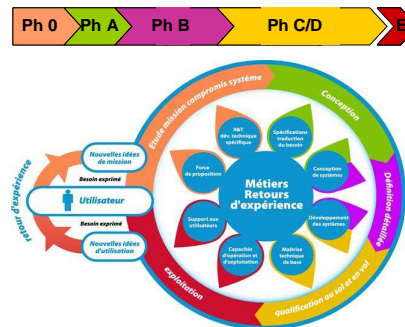 Ph 0
Ph A
Ph B
Ph C/D
E
Etude mission compromis système
Conception
Définition détaillée
qualification au sol et en vol
exploitation
retour d'expérience
Nouvelles idées
de mission
Besoin exprimé
Utilisateur
Besoin exprimé
Nouvelles idées
d'utilisation
R&T
dév. technique
spécifique
Spécifications
traduction
du besoin
Force
de proposition
Conception
de systèmes
Métiers
Retours
d'expérience
Support aux
utilisateurs
Développement
des systèmes
Capacités
d'opération et
d'exploitation
Maîtrise
technique
de base